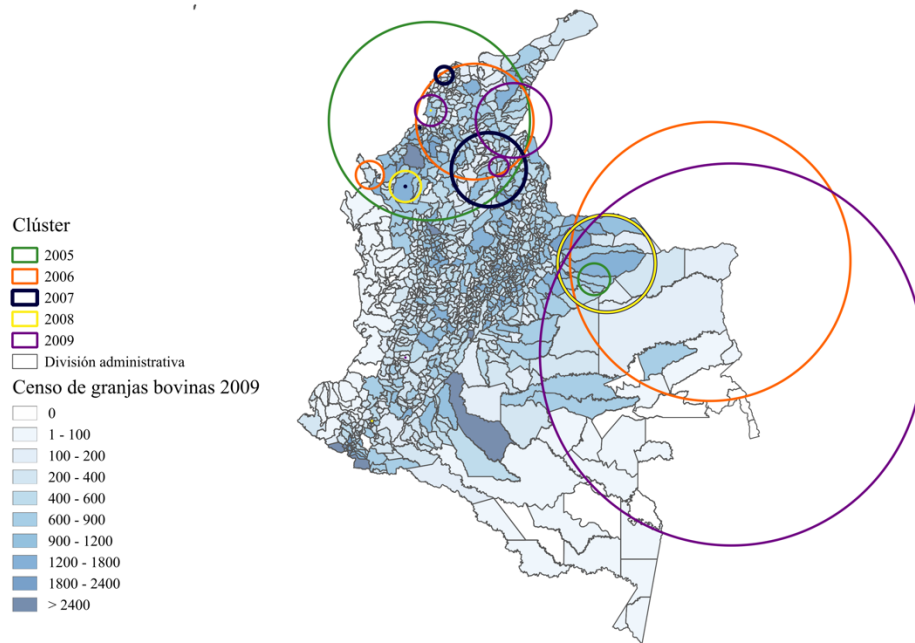 Clúster
2005
2006
2007
2008
2009
División administrativa
Censo de granjas bovinas 2009
0
1 - 100
100 - 200
200 - 400
400 - 600
600 - 900
900 - 1200
1200 - 1800
1800 - 2400
> 2400